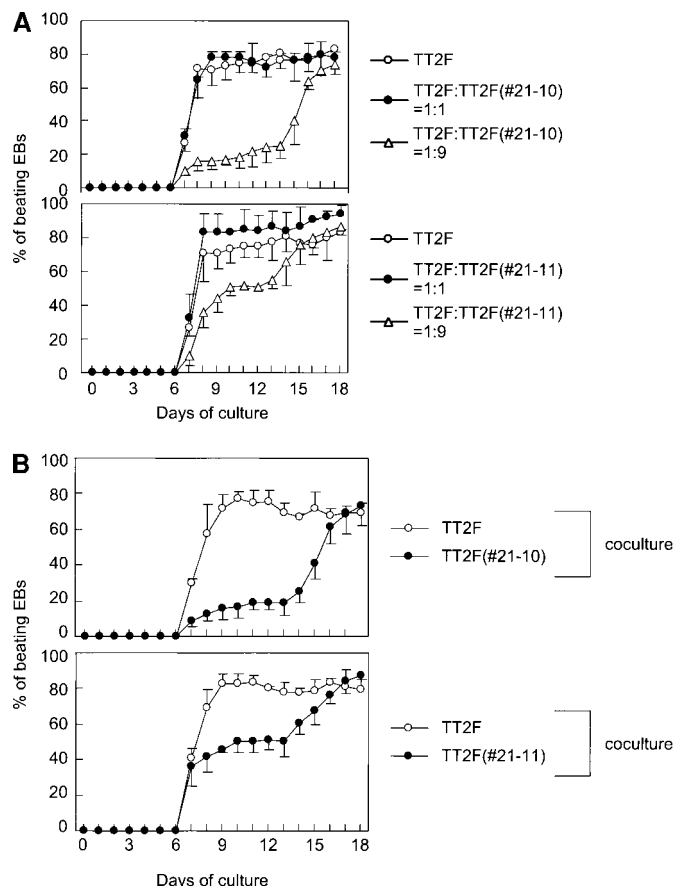 A
100
80
60
40
20
0
TT2F
TT2F:TT2F(#21-10)
=1:1
TT2F:TT2F(#21-10)
=1:9
% of beating EBs
100
80
60
40
20
0
TT2F
TT2F:TT2F(#21-11)
=1:1
TT2F:TT2F(#21-11)
=1:9
0 3 6 9 12 15 18
Days of culture
B
100
80
60
40
20
0
TT2F
TT2F(#21-10)
coculture
% of beating EBs
100
80
60
40
20
0
TT2F
TT2F(#21-11)
coculture
0 3 6 9 12 15 18
Days of culture